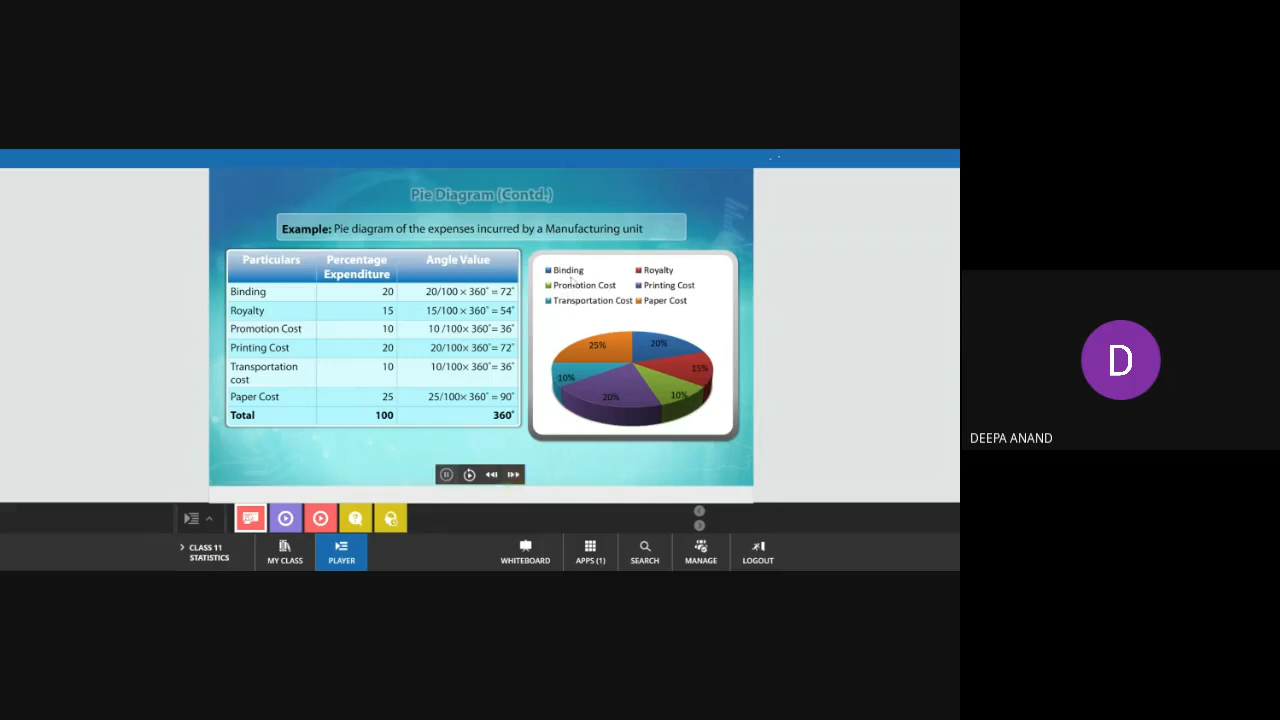 Pie Diagram (Contd.)
Example: Pie diagram of the expenses incurred by a Manufacturing unit
Particulars Percentage Expenditure Angle Value
Binding 20 20/100 × 360° = 72°
Royalty 15 15/100 × 360° = 54°
Promotion Cost 10 10 /100× 360°= 36°
Printing Cost 20 20/100× 360°= 72°
Transportation cost 10 10/100× 360°= 36°
Paper Cost 25 25/100× 360° = 90°
Total 100 360°
Binding Royalty
Promotion Cost Printing Cost
Transportation Cost Paper Cost
25% 20%
15%
10%
20% 10%
D
DEEPA ANAND
CLASS 11
STATISTICS
MY CLASS
PLAYER
WHITEBOARD
APPS (1)
SEARCH
MANAGE
LOGOUT